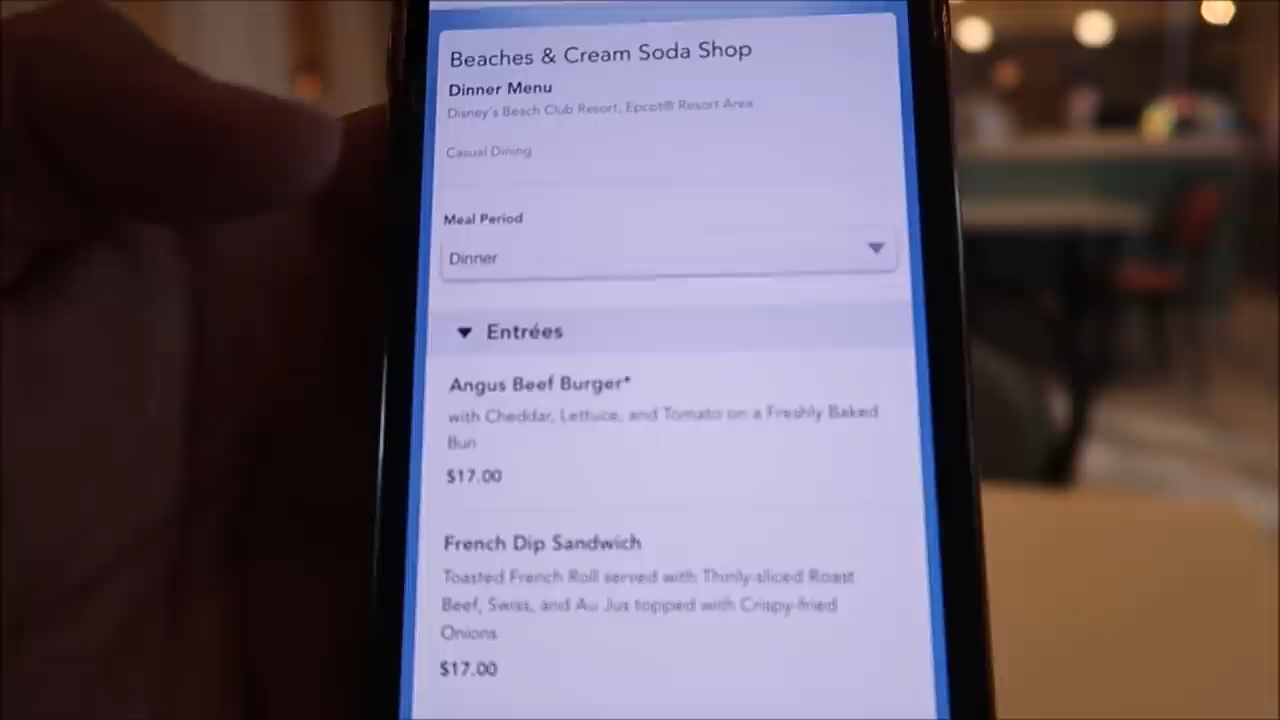 Beaches & Cream Soda Shop
Dinner Menu
Disney's Beach Club Resort, Epcot® Resort Area
Casual Dining
Meal Period
Dinner
Entrées
Angus Beef Burger*
with Cheddar, Lettuce, and Tomato on a Freshly Baked
Bun
$17.00
French Dip Sandwich
Toasted French Roll served with Thinly-sliced Roast
Beef, Swiss, and Au Jus topped with Crispy-fried
Onions
$17.00